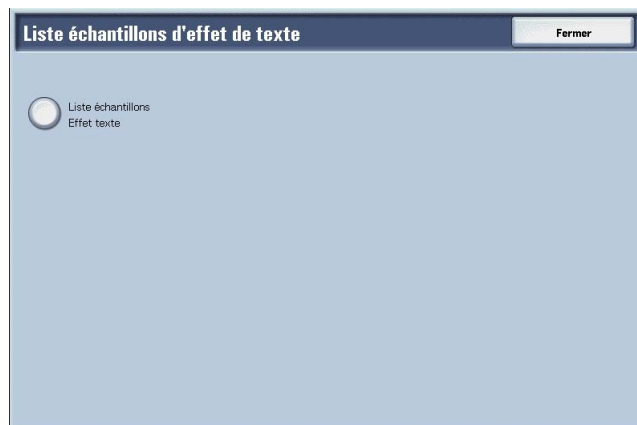 Liste échantillons d'effet de texte
Fermer
Liste échantillons
Effet texte